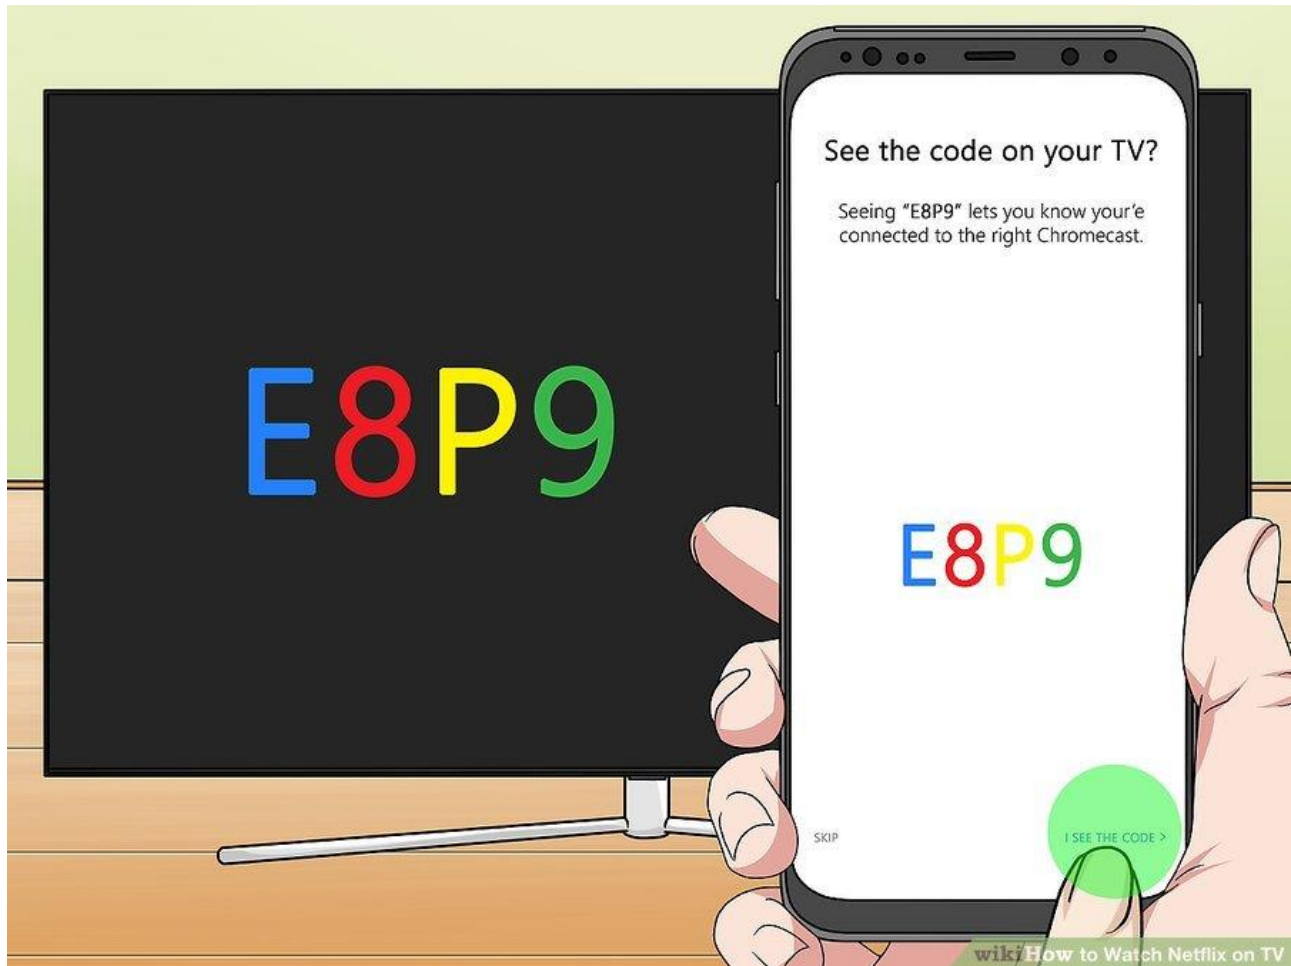 E8P9
See the code on your TV?
Seeing "E8P9" lets you know your'e
connected to the right Chromecast.
E8P9
SKIP
I SEE THE CODE >
wikiHow to Watch Netflix on TV